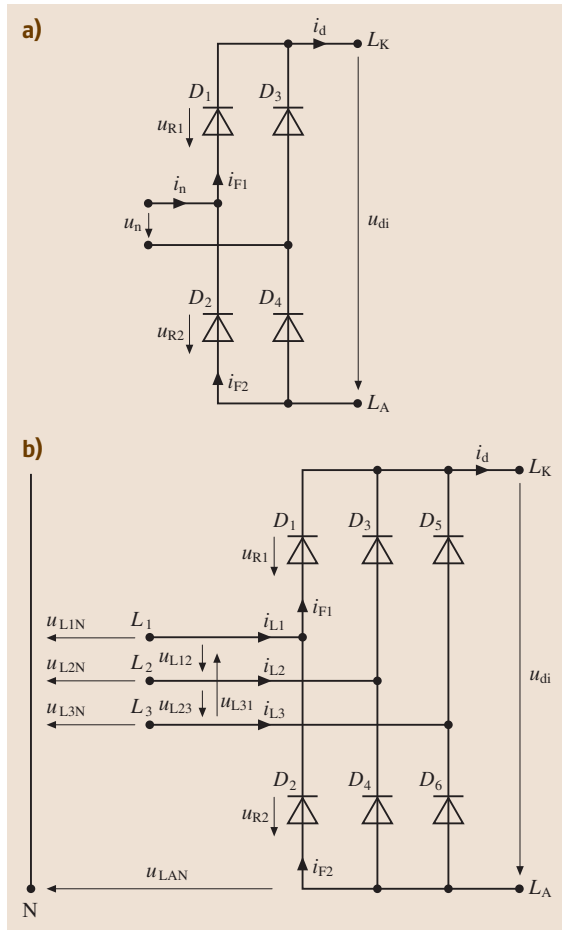 a)
i_d
L_K
D_1 D_3
u_R1
i_F1
i_n
u_n
u_di
D_2 D_4
u_R2
i_F2
L_A
b)
i_d
L_K
D_1 D_3 D_5
u_R1
i_F1
u_L1N L_1 i_L1
u_L2N L_2 u_L12 i_L2
u_di
u_L3N L_3 u_L23 u_L31 i_L3
D_2 D_4 D_6
u_R2
i_F2
u_LAN
L_A
N